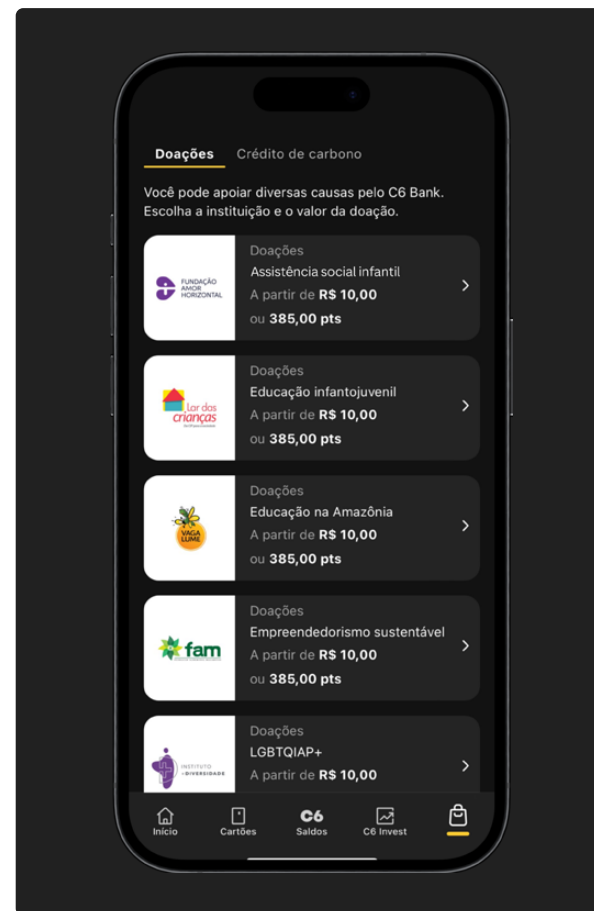 Doações Crédito de carbono
Você pode apoiar diversas causas pelo C6 Bank.
Escolha a instituição e o valor da doação.
FUNDAÇÃO
AMOR
HORIZONTAL
Doações
Assistência social infantil
A partir de R$ 10,00
ou 385,00 pts
Lar das
crianças
Doações
Educação infantojuvenil
A partir de R$ 10,00
ou 385,00 pts
VAGA
LUME
Doações
Educação na Amazônia
A partir de R$ 10,00
ou 385,00 pts
fam
Doações
Empreendedorismo sustentável
A partir de R$ 10,00
ou 385,00 pts
INSTITUTO
+DIVERSIDADE
Doações
LGBTQIAP+
A partir de R$ 10,00
Início
Cartões
C6
Saldos
C6 Invest